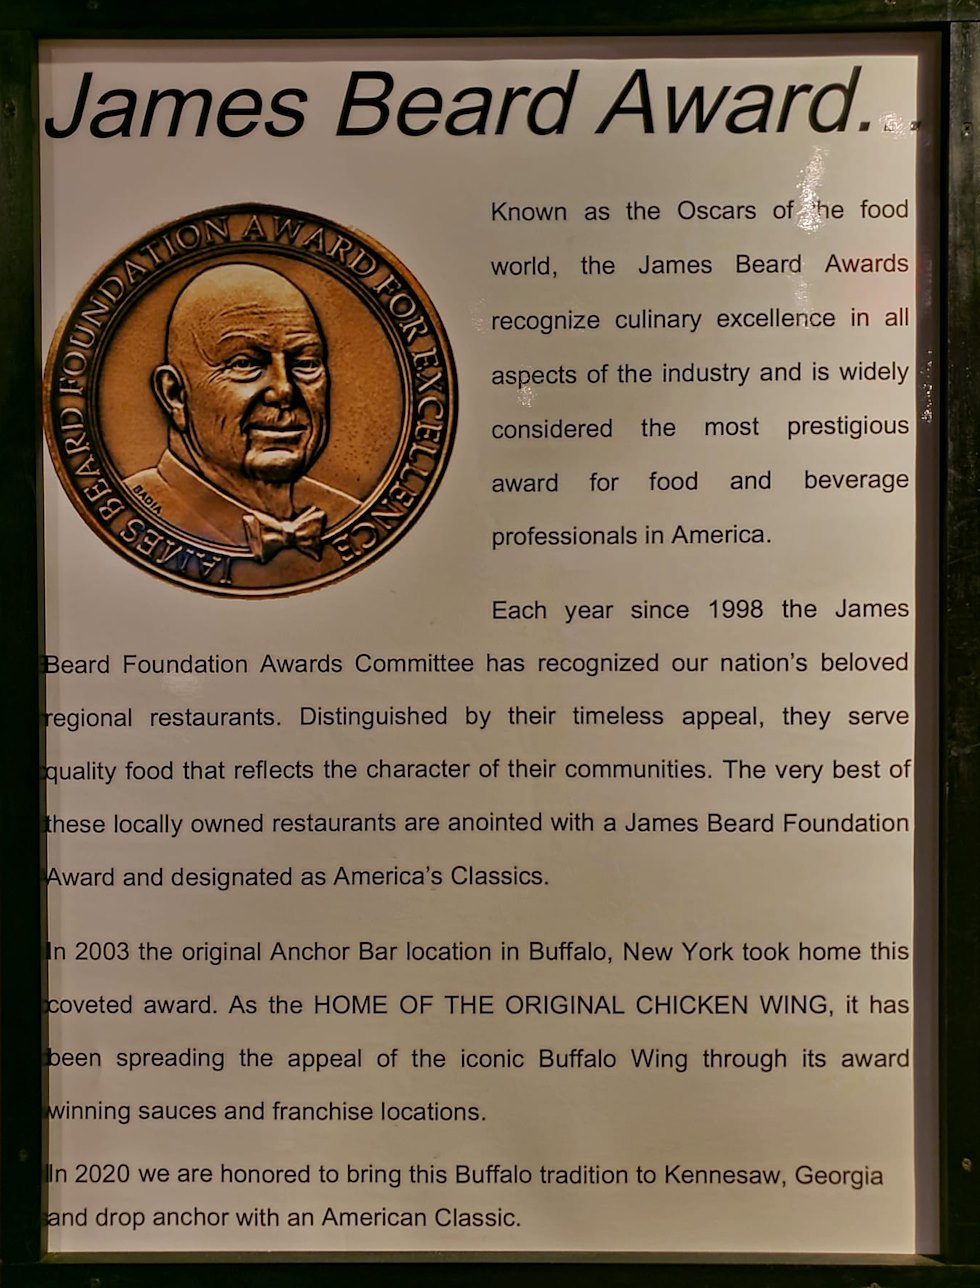 James Beard Award...
JAMES BEARD FOUNDATION AWARD FOR EXCELLENCE
BADIA
Known as the Oscars of the food
world, the James Beard Awards
recognize culinary excellence in all
aspects of the industry and is widely
considered the most prestigious
award for food and beverage
professionals in America.
Each year since 1998 the James
Beard Foundation Awards Committee has recognized our nation's beloved
regional restaurants. Distinguished by their timeless appeal, they serve
quality food that reflects the character of their communities. The very best of
these locally owned restaurants are anointed with a James Beard Foundation
Award and designated as America's Classics.
In 2003 the original Anchor Bar location in Buffalo, New York took home this
coveted award. As the HOME OF THE ORIGINAL CHICKEN WING, it has
been spreading the appeal of the iconic Buffalo Wing through its award
winning sauces and franchise locations.
In 2020 we are honored to bring this Buffalo tradition to Kennesaw, Georgia
and drop anchor with an American Classic.